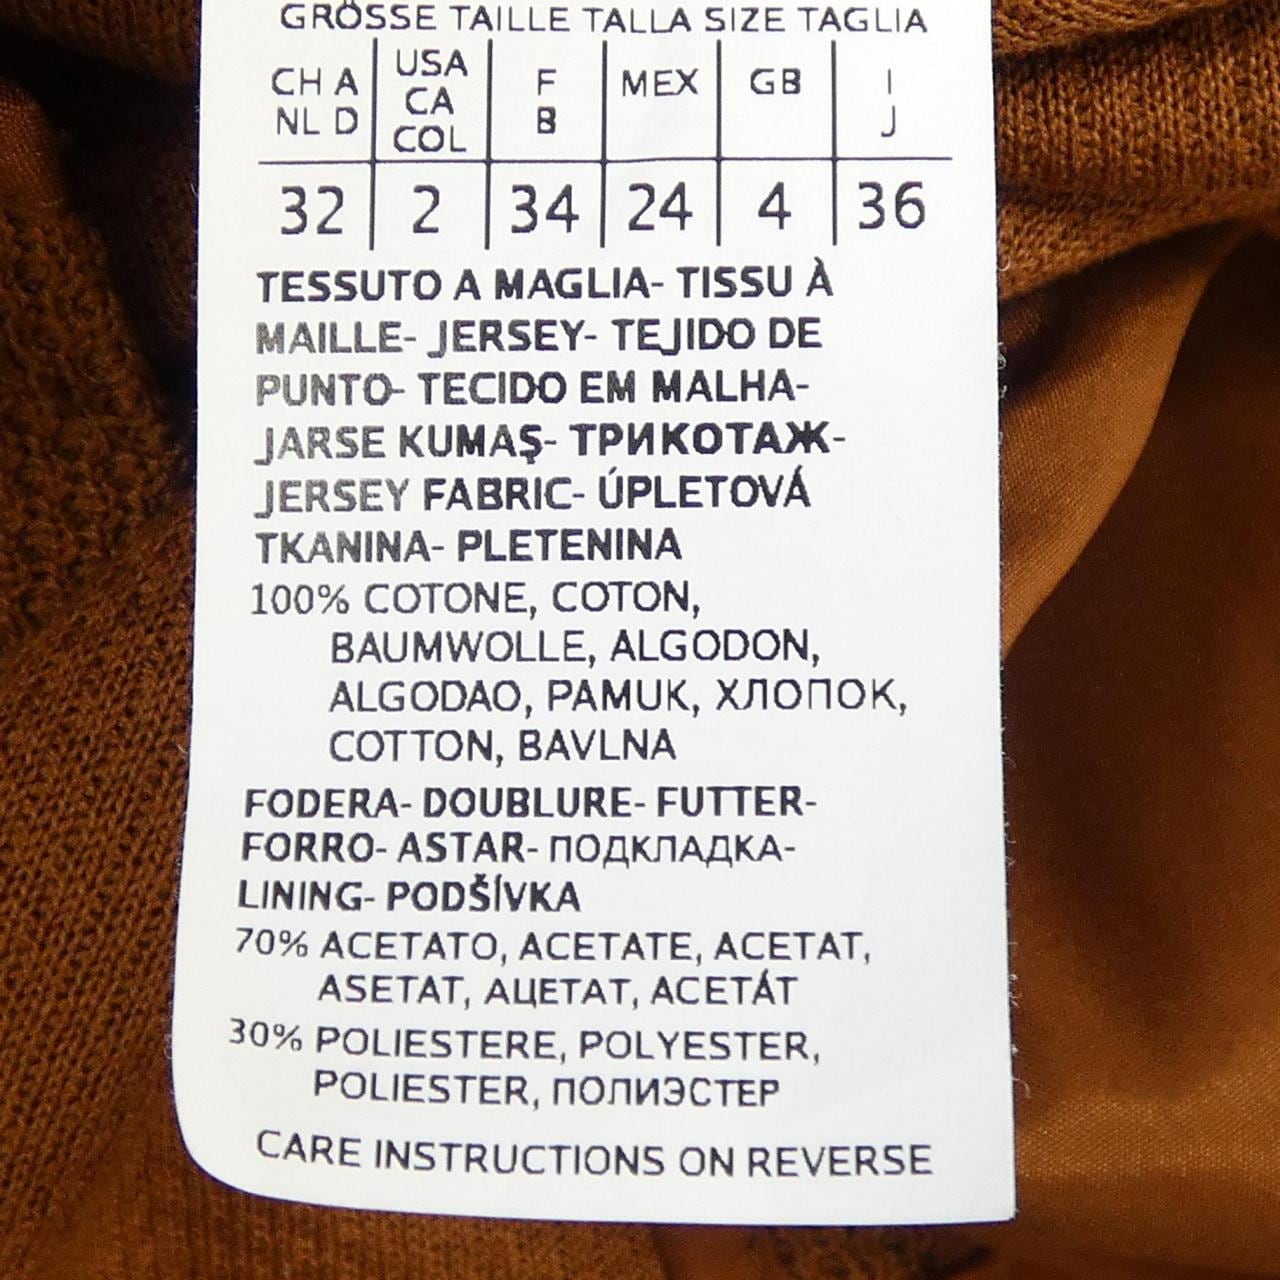 GRÖSSE TAILLE TALLA SIZE TAGLIA
CH A NL D | USA CA COL | F B | MEX | GB | I J
32 | 2 | 34 | 24 | 4 | 36
TESSUTO A MAGLIA- TISSU À
MAILLE- JERSEY- TEJIDO DE
PUNTO- TECIDO EM MALHA-
JARSE KUMAŞ- ТРИКОТАЖ-
JERSEY FABRIC- ÚPLETOVÁ
TKANINA- PLETENINA
100% COTONE, COTON,
BAUMWOLLE, ALGODON,
ALGODAO, PAMUK, ХЛОПОК,
COTTON, BAVLNA
FODERA- DOUBLURE- FUTTER-
FORRO- ASTAR- ПОДКЛАДКА-
LINING- PODŠÍVKA
70% ACETATO, ACETATE, ACETAT,
ASETAT, АЦЕТАТ, ACETÁT
30% POLIESTERE, POLYESTER,
POLIESTER, ПОЛИЭСТЕР
CARE INSTRUCTIONS ON REVERSE